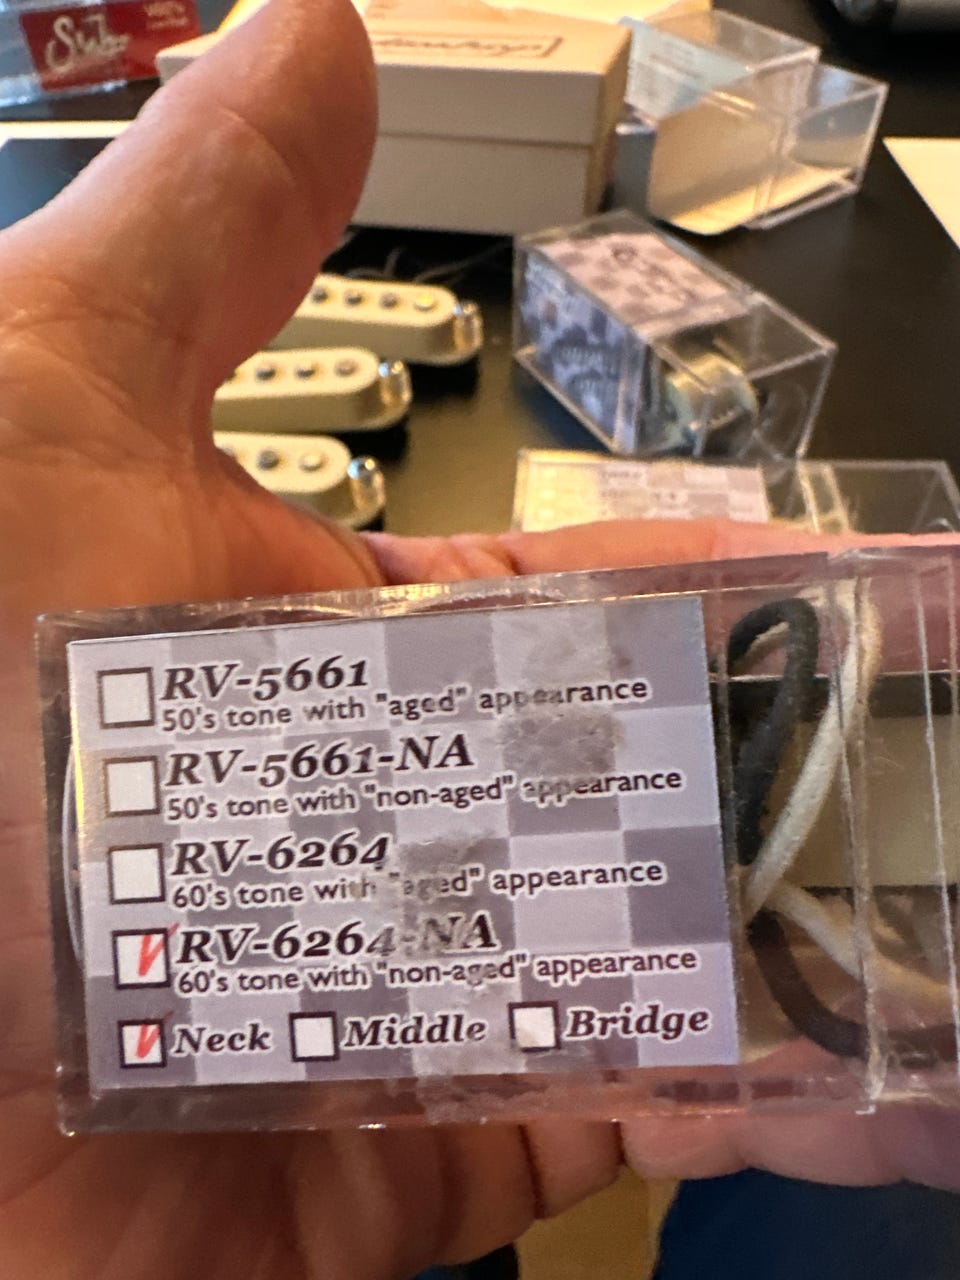 RV-5661
50's tone with "aged" appearance
RV-5661-NA
50's tone with "non-aged" appearance
RV-6264
60's tone with "aged" appearance
RV-6264-NA
60's tone with "non-aged" appearance
Neck Middle Bridge